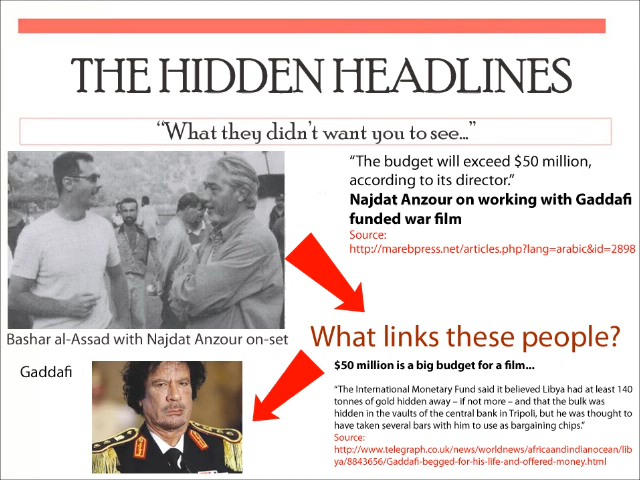 THE HIDDEN HEADLINES
“What they didn’t want you to see...”
“The budget will exceed $50 million,
according to its director.”
Najdat Anzour on working with Gaddafi
funded war film
Source:
http://marebpress.net/articles.php?lang=arabic&id=2898
Bashar al-Assad with Najdat Anzour on-set
What links these people?
Gaddafi
$50 million is a big budget for a film...
“The International Monetary Fund said it believed Libya had at least 140
tonnes of gold hidden away – if not more – and that the bulk was
hidden in the vaults of the central bank in Tripoli, but he was thought to
have taken several bars with him to use as bargaining chips.”
Source:
http://www.telegraph.co.uk/news/worldnews/africaandindianocean/lib
ya/8843656/Gaddafi-begged-for-his-life-and-offered-money.html